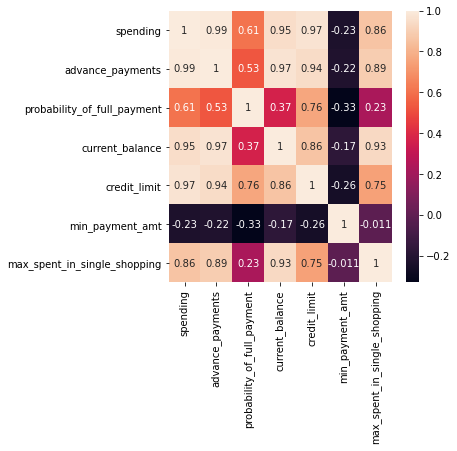 spending 1 0.99 0.61 0.95 0.97 -0.23 0.86
advance_payments 0.99 1 0.53 0.97 0.94 -0.22 0.89
probability_of_full_payment 0.61 0.53 1 0.37 0.76 -0.33 0.23
current_balance 0.95 0.97 0.37 1 0.86 -0.17 0.93
credit_limit 0.97 0.94 0.76 0.86 1 -0.26 0.75
min_payment_amt -0.23 -0.22 -0.33 -0.17 -0.26 1 -0.011
max_spent_in_single_shopping 0.86 0.89 0.23 0.93 0.75 -0.011 1
spending
advance_payments
probability_of_full_payment
current_balance
credit_limit
min_payment_amt
max_spent_in_single_shopping
1.0
0.8
0.6
0.4
0.2
0.0
-0.2